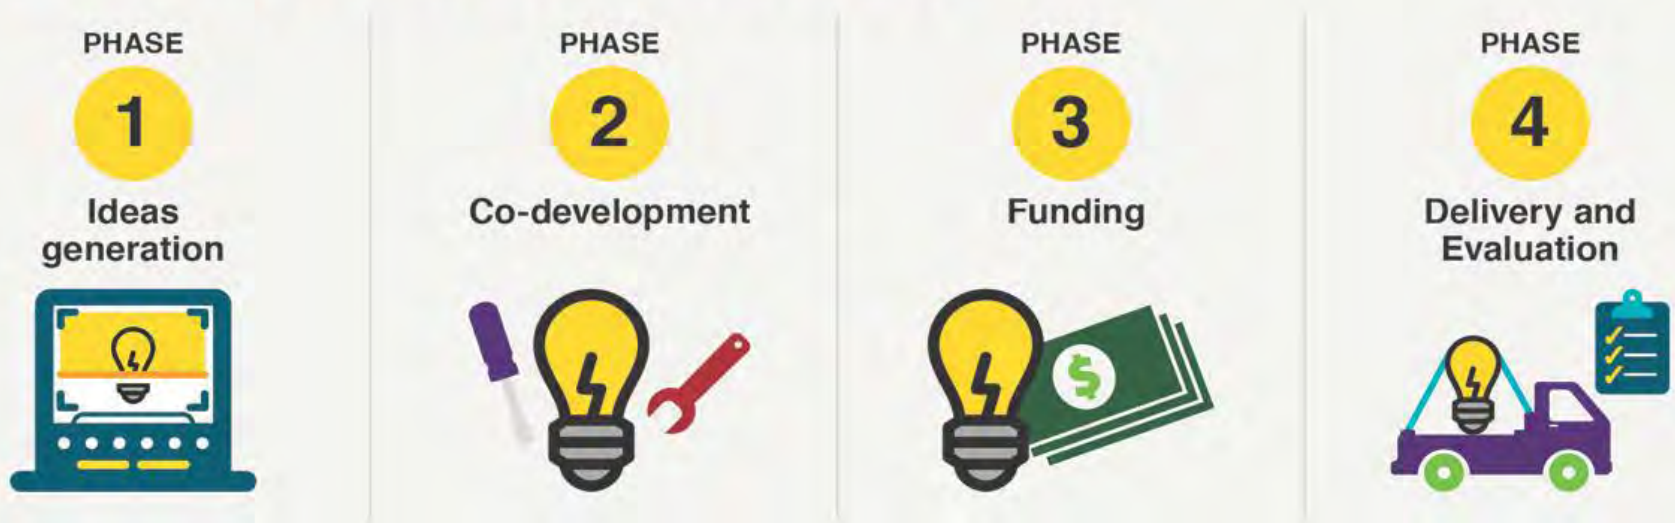 PHASE
1
Ideas
generation
PHASE
2
Co-development
PHASE
3
Funding
$
PHASE
4
Delivery and
Evaluation